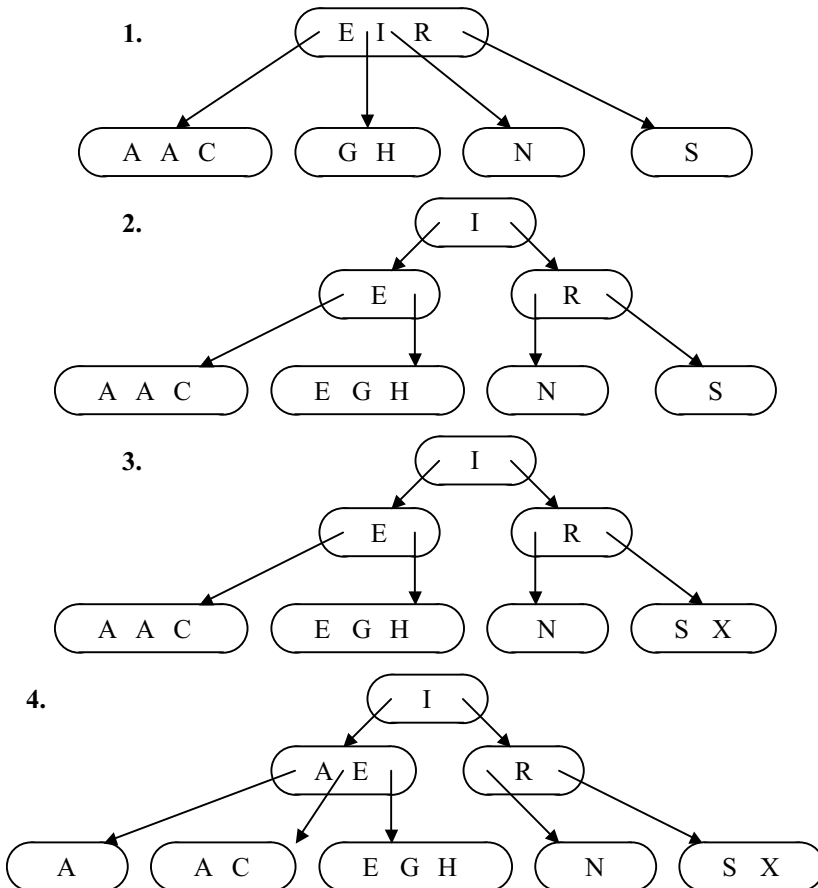 1. E I R
A A C G H N S
2. I
E R
A A C E G H N S
3. I
E R
A A C E G H N S X
4. I
A E R
A A C E G H N S X